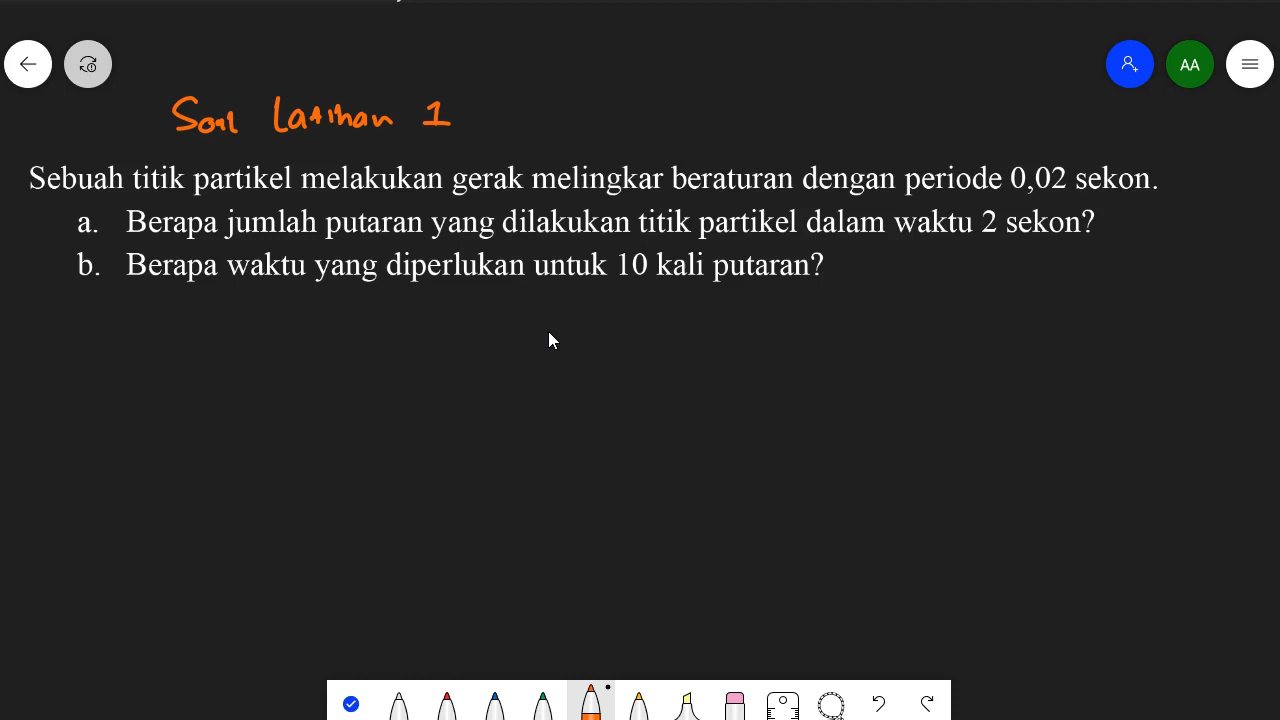 AA
Soal Latihan 1
Sebuah titik partikel melakukan gerak melingkar beraturan dengan periode 0,02 sekon.
a. Berapa jumlah putaran yang dilakukan titik partikel dalam waktu 2 sekon?
b. Berapa waktu yang diperlukan untuk 10 kali putaran?